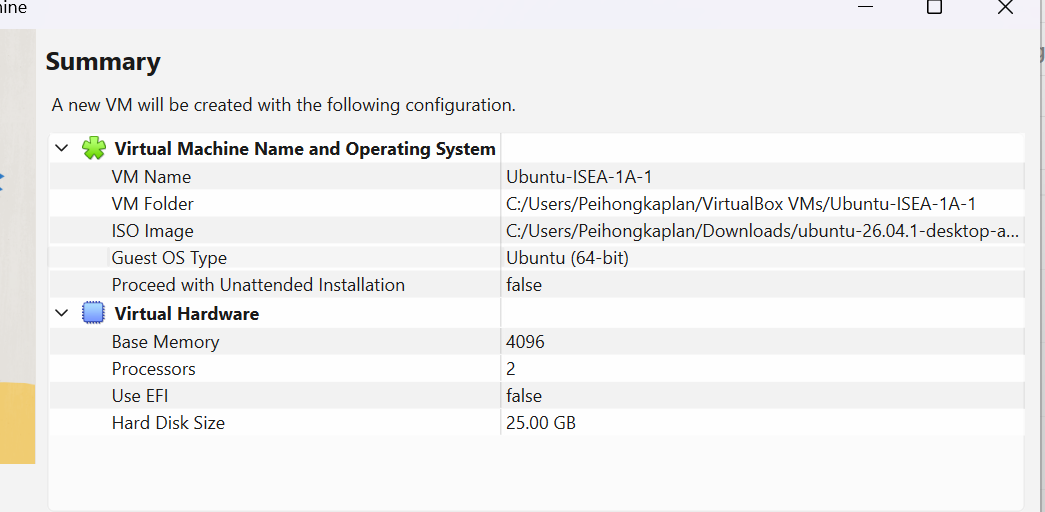 Summary
A new VM will be created with the following configuration.
Virtual Machine Name and Operating System
VM Name Ubuntu-ISEA-1A-1
VM Folder C:/Users/Peihongkaplan/VirtualBox VMs/Ubuntu-ISEA-1A-1
ISO Image C:/Users/Peihongkaplan/Downloads/ubuntu-26.04.1-desktop-a...
Guest OS Type Ubuntu (64-bit)
Proceed with Unattended Installation false
Virtual Hardware
Base Memory 4096
Processors 2
Use EFI false
Hard Disk Size 25.00 GB